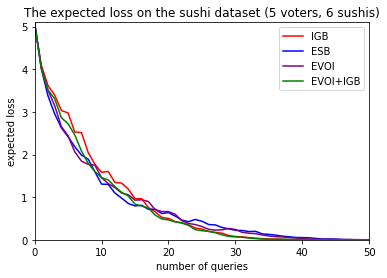 The expected loss on the sushi dataset (5 voters, 6 sushis)
IGB
ESB
EVOI
EVOI+IGB
expected loss
5
4
3
2
1
0
0 10 20 30 40 50
number of queries